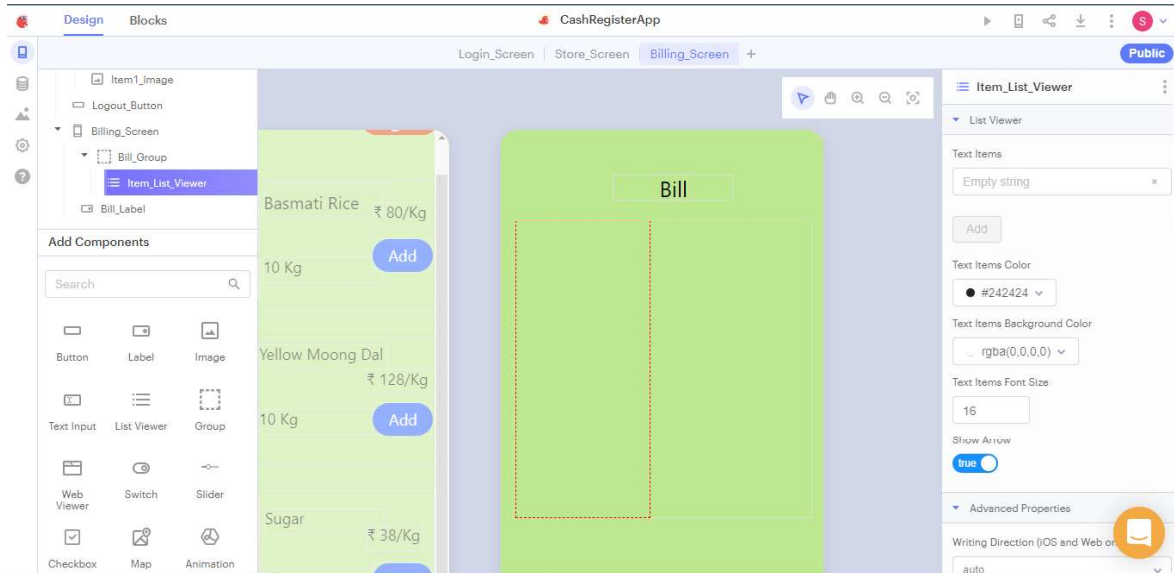 Design Blocks CashRegisterApp S
Login_Screen Store_Screen Billing_Screen + Public
Item1_Image
Logout_Button
Billing_Screen
Bill_Group
Item_List_Viewer
Bill_Label
Add Components
Search
Button Label Image
Text Input List Viewer Group
Web Viewer Switch Slider
Checkbox Map Animation
Basmati Rice ₹ 80/Kg
10 Kg Add
Yellow Moong Dal
₹ 128/Kg
10 Kg Add
Sugar
₹ 38/Kg
Bill
Item_List_Viewer
List Viewer
Text Items
Empty string ×
Add
Text Items Color
#242424
Text Items Background Color
rgba(0,0,0,0)
Text Items Font Size
16
Show Arrow
true
Advanced Properties
Writing Direction (iOS and Web on
auto